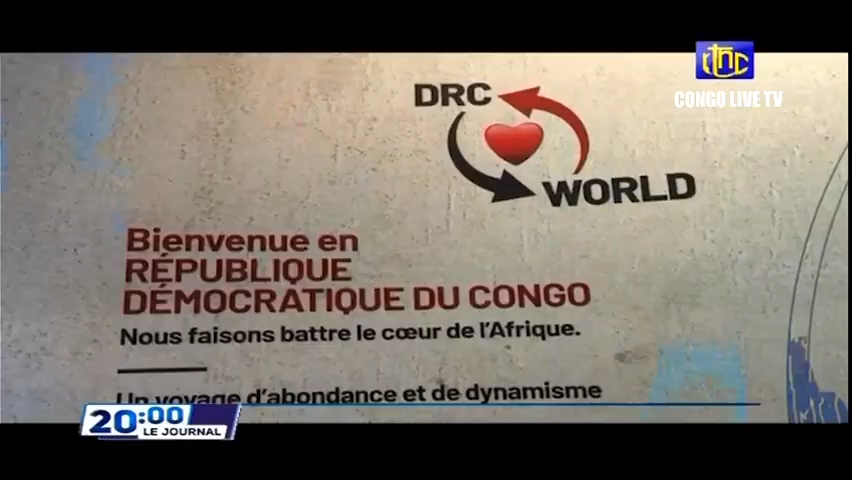 rtnc
CONGO LIVE TV
DRC
WORLD
Bienvenue en
RÉPUBLIQUE
DÉMOCRATIQUE DU CONGO
Nous faisons battre le cœur de l'Afrique.
Un voyage d'abondance et de dynamisme
20:00
LE JOURNAL